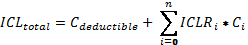 ICL_total = C_deductible + ∑_{i=0}^{n} ICLR_i * C_i